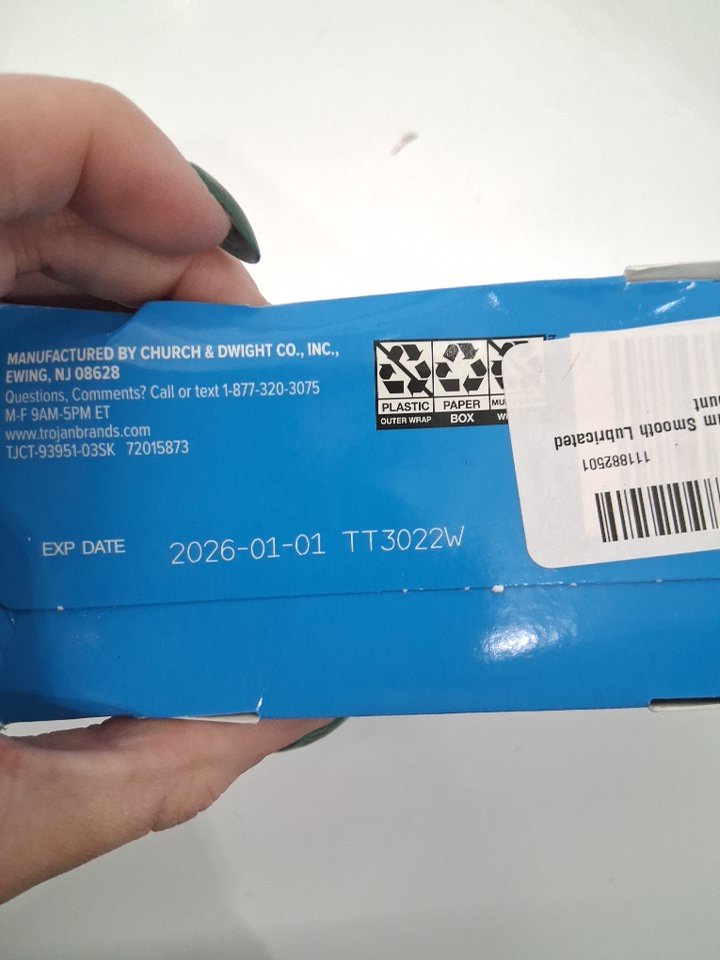 MANUFACTURED BY CHURCH & DWIGHT CO., INC.,
EWING, NJ 08628
Questions, Comments? Call or text 1-877-320-3075
M-F 9AM-5PM ET
www.trojanbrands.com
TJCT-93951-03SK 72015873
PLASTIC
OUTER WRAP
PAPER
BOX
EXP DATE 2026-01-01 TT3022W
Smooth Lubricated
111882501